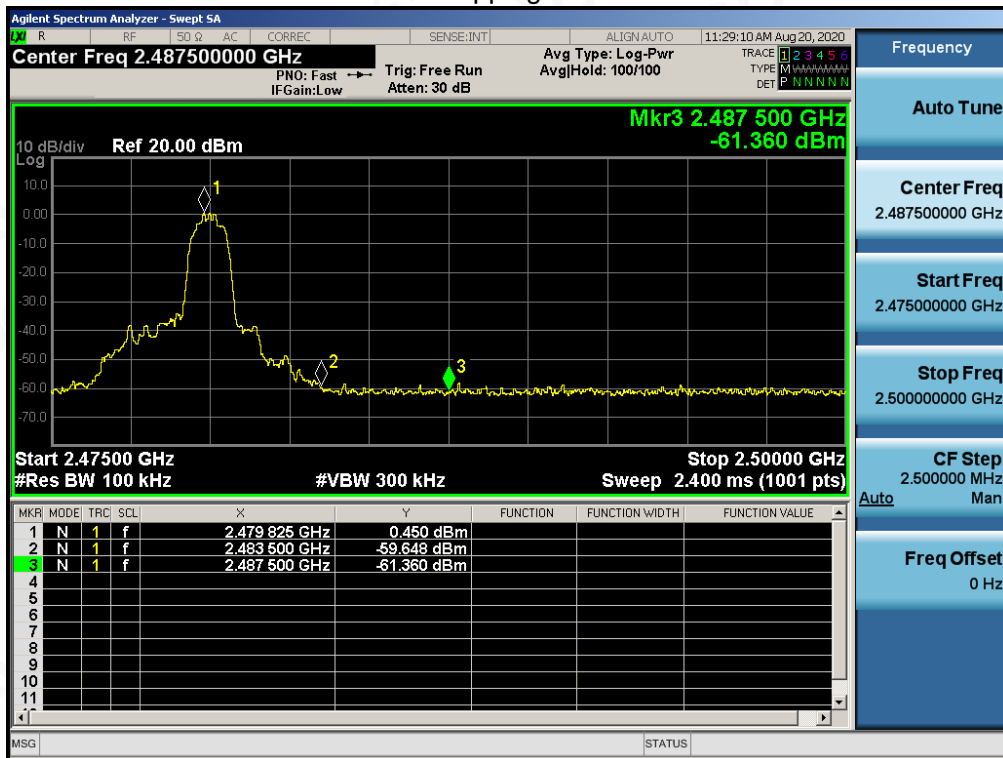 Agilent Spectrum Analyzer - Swept SA
LXI R RF 50 Ω AC CORREC SENSE:INT ALIGN AUTO 11:29:10 AM Aug 20, 2020
Center Freq 2.487500000 GHz
PNO: Fast
IFGain:Low
Trig: Free Run
Atten: 30 dB
Avg Type: Log-Pwr
Avg|Hold: 100/100
TRACE 1 2 3 4 5 6
TYPE M
DET P N N N N N
Mkr3 2.487 500 GHz
-61.360 dBm
10 dB/div Ref 20.00 dBm
Log
10.0
0.00
-10.0
-20.0
-30.0
-40.0
-50.0
-60.0
-70.0
1
2
3
Start 2.47500 GHz Stop 2.50000 GHz
#Res BW 100 kHz #VBW 300 kHz Sweep 2.400 ms (1001 pts)
MKR MODE TRC SCL X Y FUNCTION FUNCTION WIDTH FUNCTION VALUE
1 N 1 f 2.479 825 GHz 0.450 dBm
2 N 1 f 2.483 500 GHz -59.648 dBm
3 N 1 f 2.487 500 GHz -61.360 dBm
4
5
6
7
8
9
10
11
MSG STATUS
Frequency
Auto Tune
Center Freq
2.487500000 GHz
Start Freq
2.475000000 GHz
Stop Freq
2.500000000 GHz
CF Step
2.500000 MHz
Auto Man
Freq Offset
0 Hz